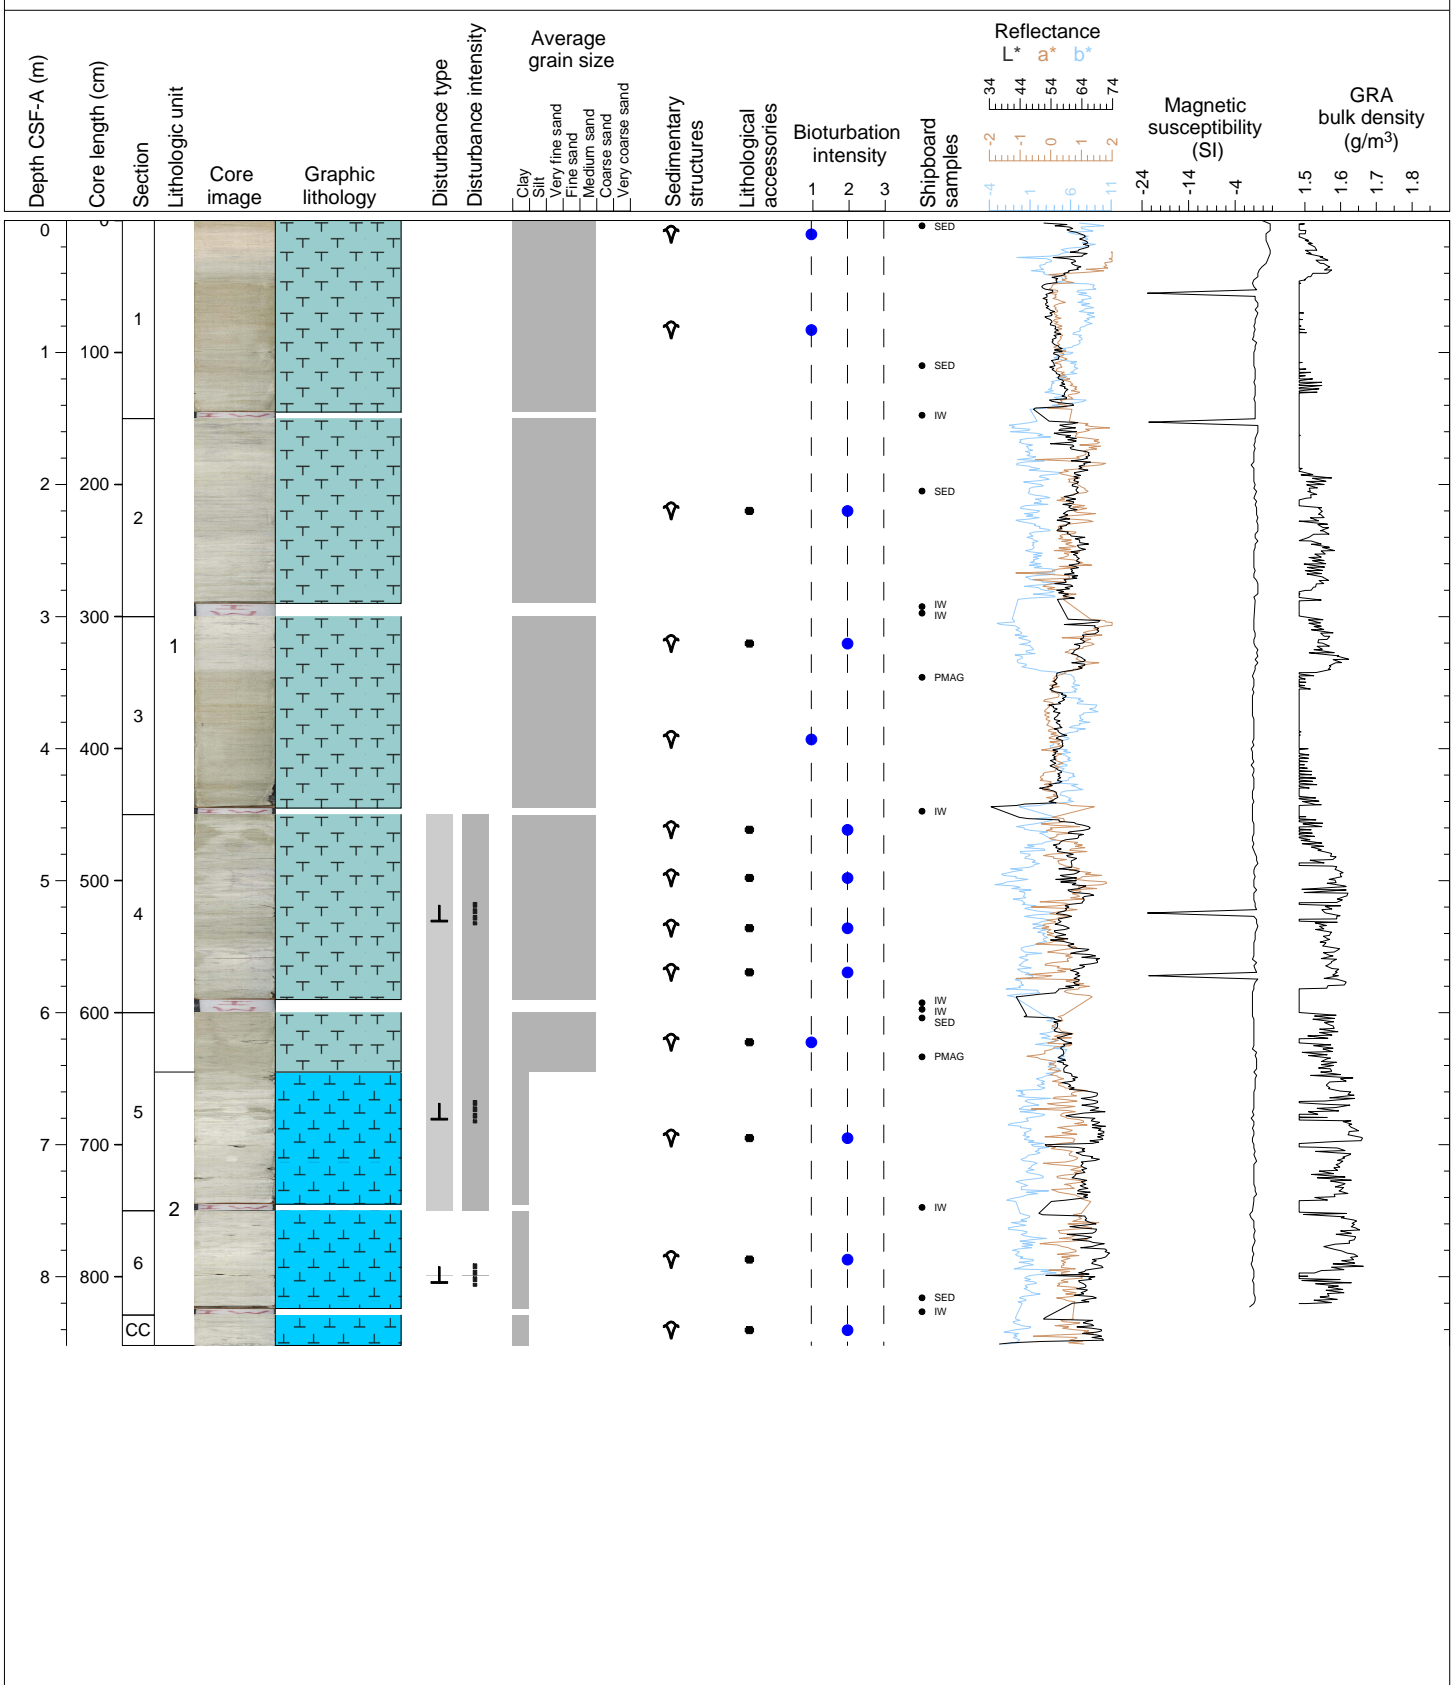 Depth CSF-A (m)
Core length (cm)
Section
Lithologic unit
Core
image
Graphic
lithology
Disturbance type
Disturbance intensity
Average
grain size
Clay
Silt
Very fine sand
Fine sand
Medium sand
Coarse sand
Very coarse sand
Sedimentary
structures
Lithological
accessories
Bioturbation
intensity
1 2 3
Shipboard
samples
Reflectance
L* a* b*
34 44 54 64 74
-2 -1 0 1 2
-4 1 6 11
Magnetic
susceptibility
(SI)
-24 -14 -4
GRA
bulk density
(g/m3)
1.5 1.6 1.7 1.8
0 0
SED
1
1 100
SED
IW
2 200
SED
2
IW
3 300
IW
1
PMAG
3
4 400
IW
5 500
4
IW
6 600
IW
SED
PMAG
5
7 700
IW
2
6
8 800
SED
IW
CC